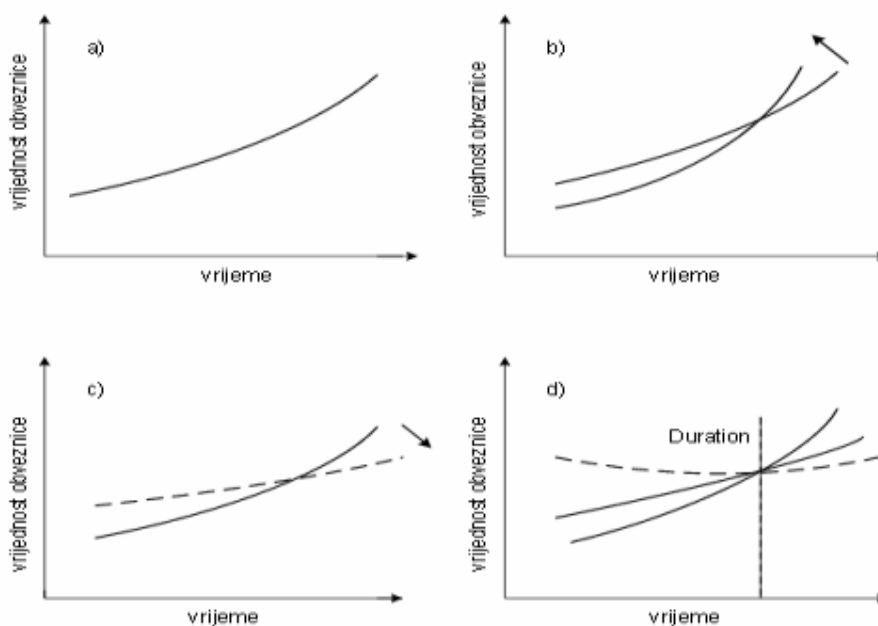 a)
vrijednost obveznice
vrijeme
b)
vrijednost obveznice
vrijeme
c)
vrijednost obveznice
vrijeme
d)
Duration
vrijednost obveznice
vrijeme